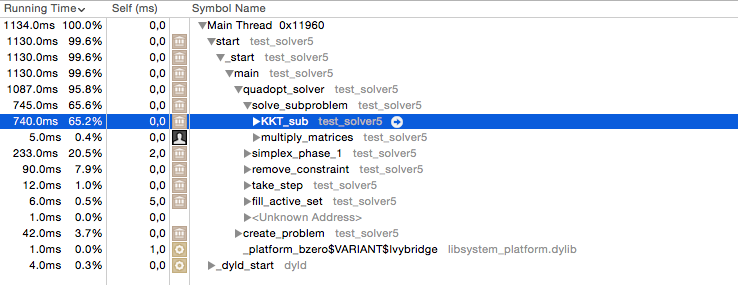 Running Time Self (ms) Symbol Name
1134.0ms 100.0% 0,0 Main Thread 0x11960
1130.0ms 99.6% 0,0 start test_solver5
1130.0ms 99.6% 0,0 _start test_solver5
1130.0ms 99.6% 0,0 main test_solver5
1087.0ms 95.8% 0,0 quadopt_solver test_solver5
745.0ms 65.6% 0,0 solve_subproblem test_solver5
740.0ms 65.2% 0,0 KKT_sub test_solver5
5.0ms 0.4% 0,0 multiply_matrices test_solver5
233.0ms 20.5% 2,0 simplex_phase_1 test_solver5
90.0ms 7.9% 0,0 remove_constraint test_solver5
12.0ms 1.0% 0,0 take_step test_solver5
6.0ms 0.5% 5,0 fill_active_set test_solver5
1.0ms 0.0% 0,0 <Unknown Address>
42.0ms 3.7% 0,0 create_problem test_solver5
1.0ms 0.0% 1,0 _platform_bzero$VARIANT$Ivybridge libsystem_platform.dylib
4.0ms 0.3% 0,0 _dyld_start dyld